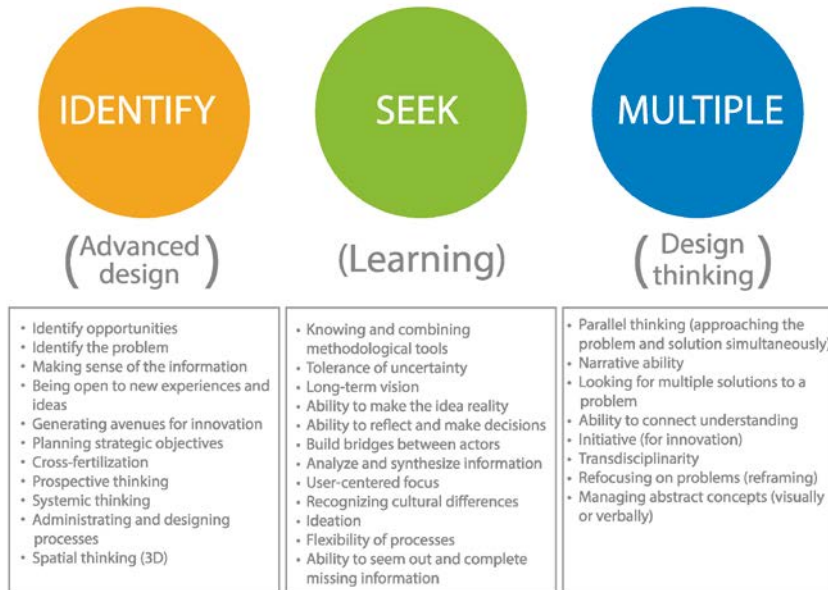 IDENTIFY
(Advanced
design)
• Identify opportunities
• Identify the problem
• Making sense of the information
• Being open to new experiences and
ideas
• Generating avenues for innovation
• Planning strategic objectives
• Cross-fertilization
• Prospective thinking
• Systemic thinking
• Administrating and designing
processes
• Spatial thinking (3D)
SEEK
(Learning)
• Knowing and combining
methodological tools
• Tolerance of uncertainty
• Long-term vision
• Ability to make the idea reality
• Ability to reflect and make decisions
• Build bridges between actors
• Analyze and synthesize information
• User-centered focus
• Recognizing cultural differences
• Ideation
• Flexibility of processes
• Ability to seem out and complete
missing information
MULTIPLE
(Design
thinking)
• Parallel thinking (approaching the
problem and solution simultaneously)
• Narrative ability
• Looking for multiple solutions to a
problem
• Ability to connect understanding
• Initiative (for innovation)
• Transdisciplinarity
• Refocusing on problems (reframing)
• Managing abstract concepts (visually
or verbally)